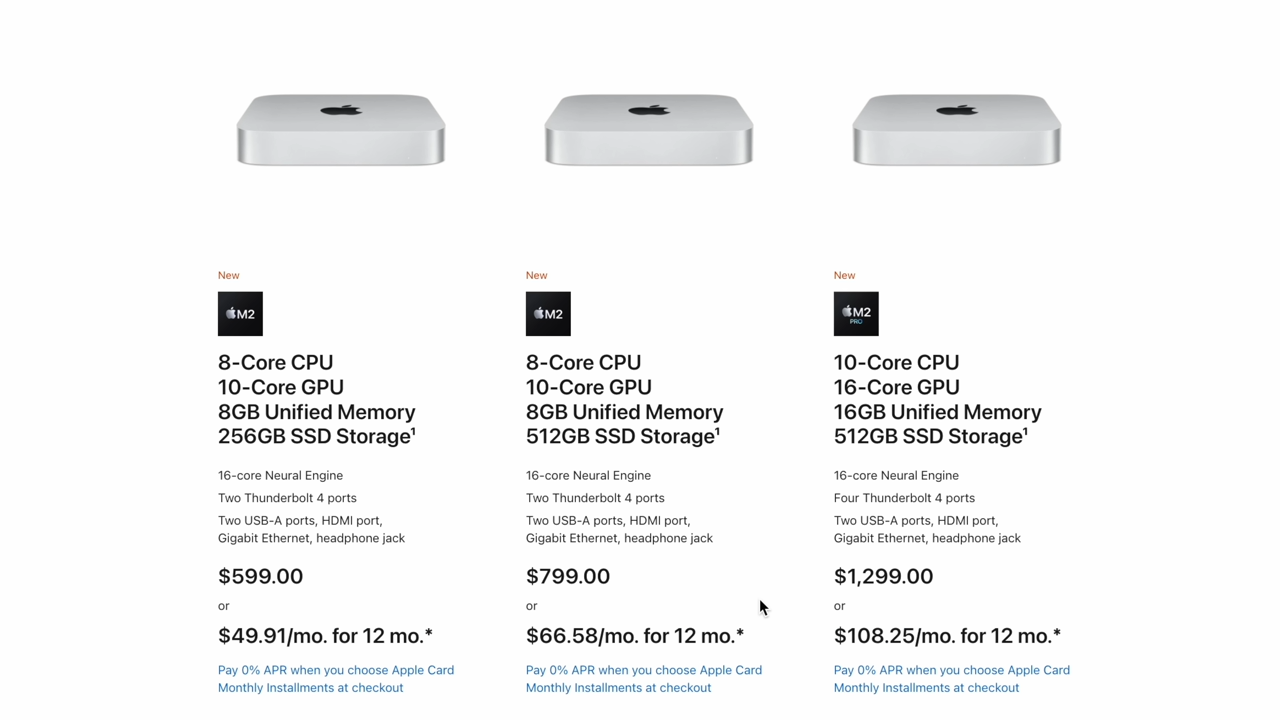 New
M2
8-Core CPU
10-Core GPU
8GB Unified Memory
256GB SSD Storage¹
16-core Neural Engine
Two Thunderbolt 4 ports
Two USB-A ports, HDMI port,
Gigabit Ethernet, headphone jack
$599.00
or
$49.91/mo. for 12 mo.*
Pay 0% APR when you choose Apple Card
Monthly Installments at checkout
New
M2
8-Core CPU
10-Core GPU
8GB Unified Memory
512GB SSD Storage¹
16-core Neural Engine
Two Thunderbolt 4 ports
Two USB-A ports, HDMI port,
Gigabit Ethernet, headphone jack
$799.00
or
$66.58/mo. for 12 mo.*
Pay 0% APR when you choose Apple Card
Monthly Installments at checkout
New
M2
PRO
10-Core CPU
16-Core GPU
16GB Unified Memory
512GB SSD Storage¹
16-core Neural Engine
Four Thunderbolt 4 ports
Two USB-A ports, HDMI port,
Gigabit Ethernet, headphone jack
$1,299.00
or
$108.25/mo. for 12 mo.*
Pay 0% APR when you choose Apple Card
Monthly Installments at checkout